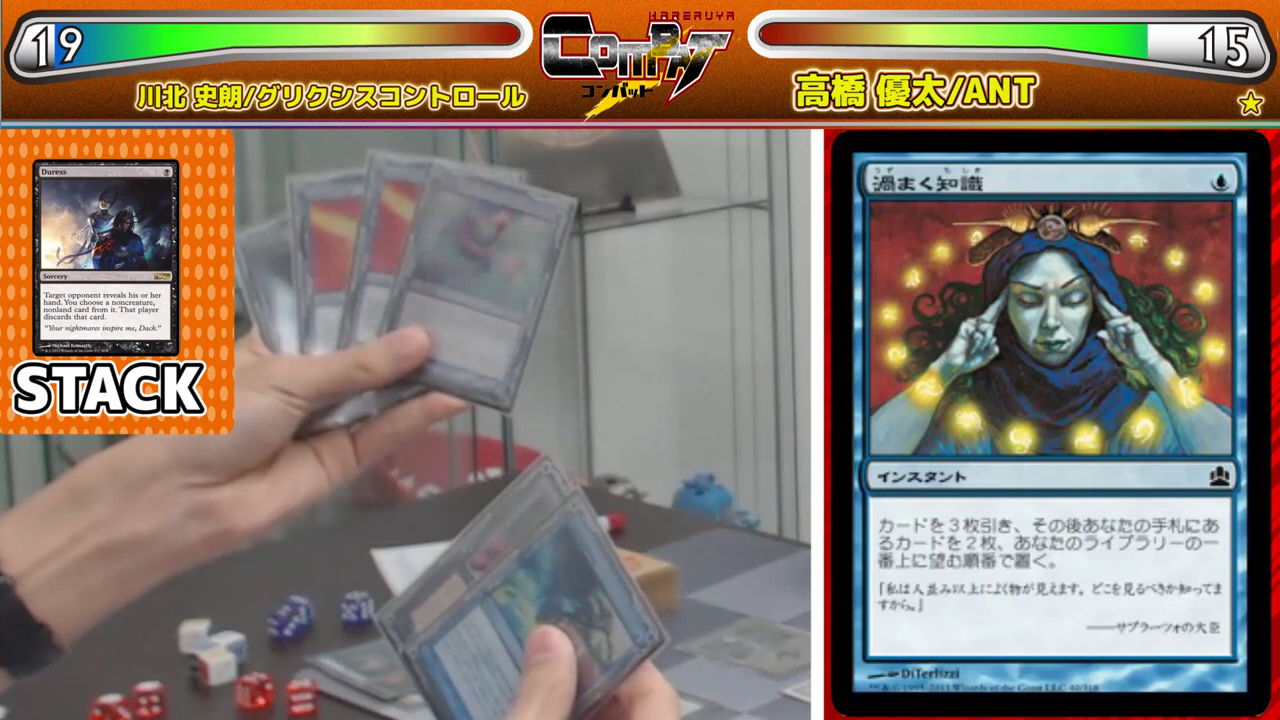 19
HARERUYA
COMBAT
コンバット
15
川北 史朗/グリクシスコントロール
高橋 優太/ANT
Duress
Sorcery
Target opponent reveals his or her
hand. You choose a noncreature,
nonland card from it. That player
discards that card.
"Your nightmares inspire me, Dack."
STACK
うず ちしき
渦まく知識
インスタント
カードを3枚引き、その後あなたの手札にあ
るカードを2枚、あなたのライブラリーの一
番上に望む順番で置く。
「私は人並み以上によく物が見えます。どこを見るべきか知ってま
すから。」
――サプラーツォの大臣
DiTerlizzi